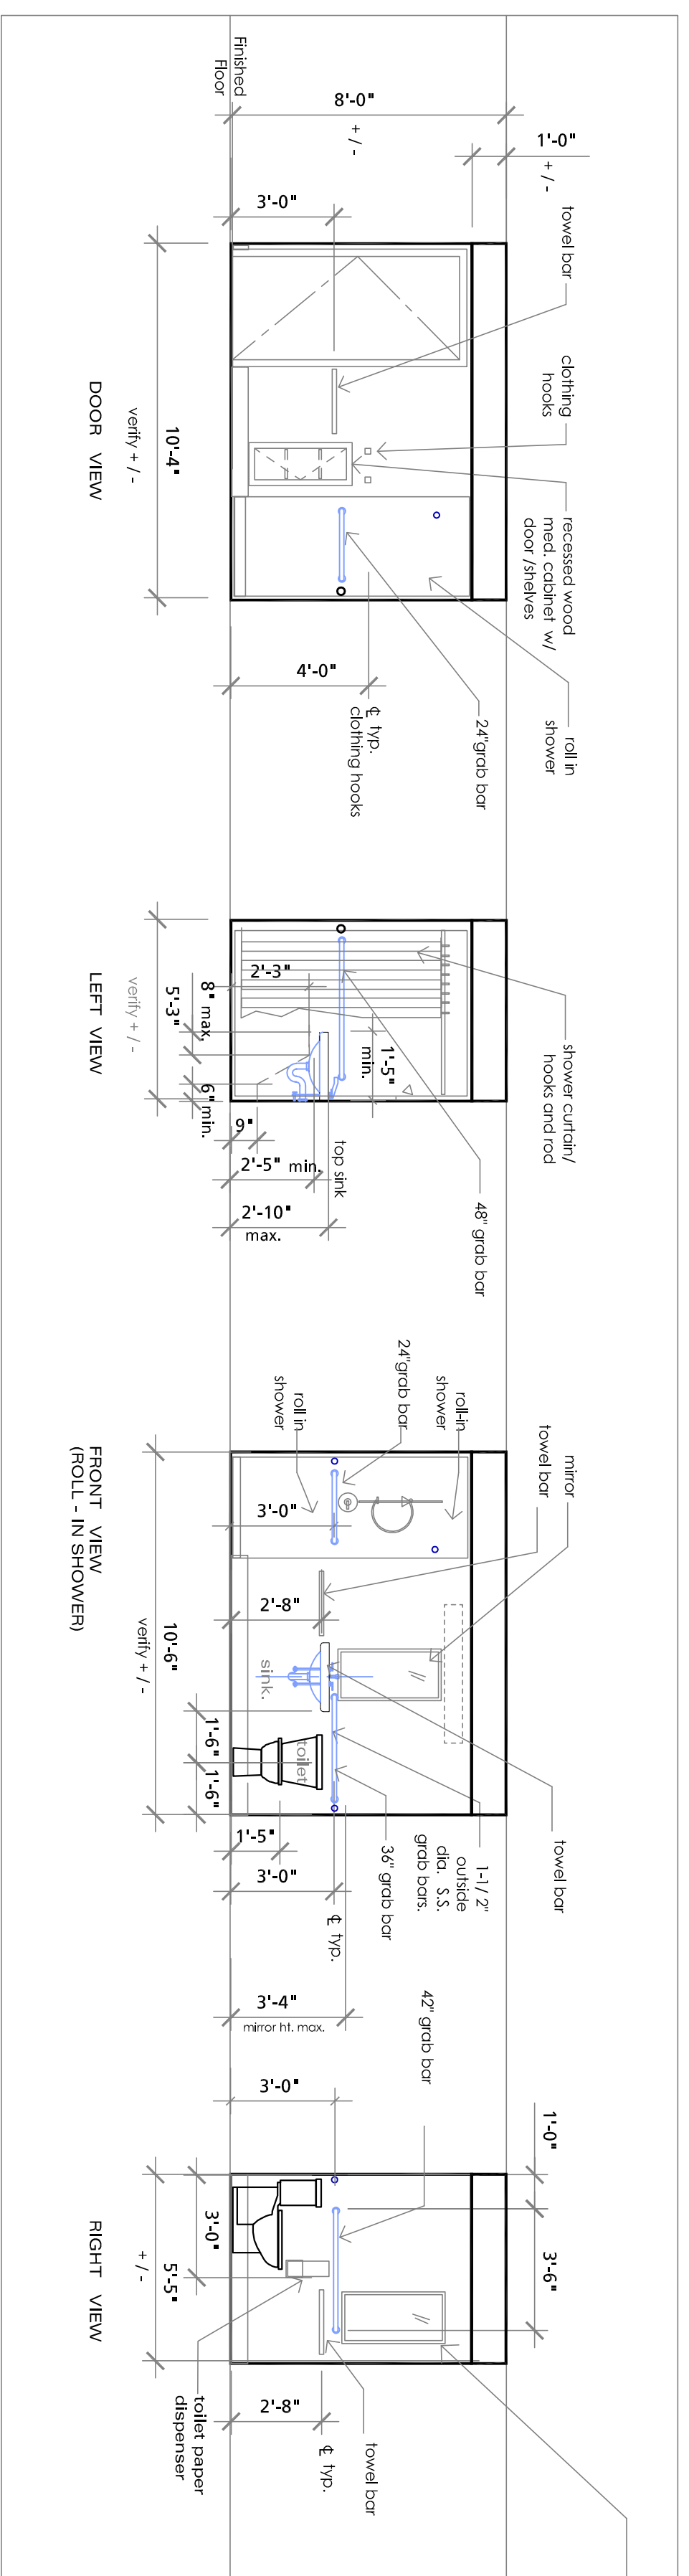 Finished
Floor
8'-0"
+ / -
1'-0"
+ / -
3'-0"
towel bar
clothing
hooks
recessed wood
med. cabinet w/
door /shelves
roll in
shower
24"grab bar
4'-0"
℄ typ.
clothing hooks
10'-4"
verify + / -
DOOR VIEW
shower curtain/
hooks and rod
48" grab bar
2'-3"
8" max.
5'-3"
1'-5"
min.
6" min.
9"
2'-5" min.
top sink
2'-10"
max.
verify + / -
LEFT VIEW
24"grab bar
roll-in
shower
roll in
shower
towel bar
mirror
3'-0"
2'-8"
sink.
toilet
1'-6"
1'-6"
10'-6"
verify + / -
FRONT VIEW
(ROLL - IN SHOWER)
towel bar
1-1/ 2"
outside
dia. S.S.
grab bars.
36" grab bar
1'-5"
3'-0"
℄ typ.
3'-4"
mirror ht. max.
42" grab bar
3'-0"
1'-0"
3'-6"
3'-0"
5'-5"
+ / -
RIGHT VIEW
toilet paper
dispenser
2'-8"
℄ typ.
towel bar